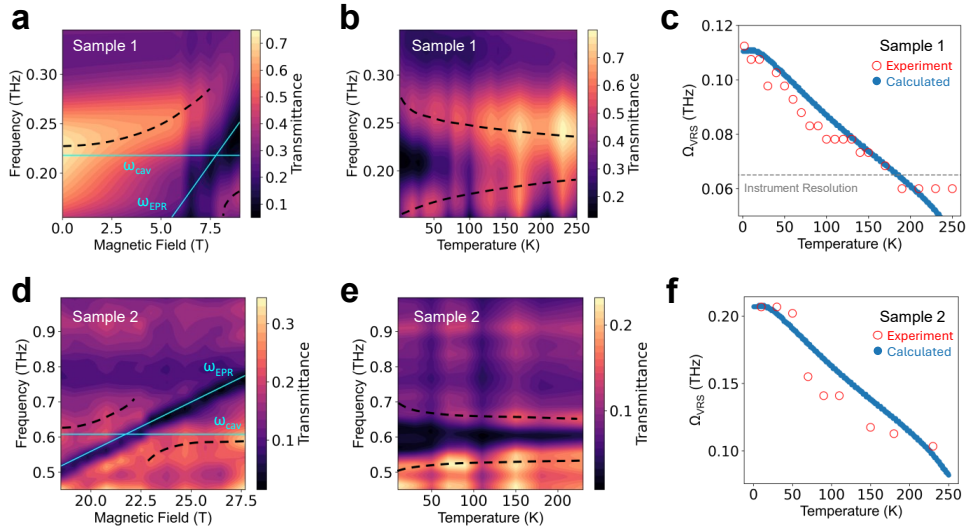 a
Sample 1
0.30
0.25
0.20
Frequency (THz)
ω_cav
ω_EPR
0.0 2.5 5.0 7.5
Magnetic Field (T)
0.7
0.6
0.5
0.4
0.3
0.2
0.1
Transmittance
b
Sample 1
0.30
0.25
0.20
Frequency (THz)
50 100 150 200 250
Temperature (K)
0.7
0.6
0.5
0.4
0.3
0.2
Transmittance
c
Sample 1
Experiment
Calculated
0.10
0.08
0.06
Ω_VRS (THz)
Instrument Resolution
0 50 100 150 200 250
Temperature (K)
d
Sample 2
0.9
0.8
0.7
0.6
0.5
Frequency (THz)
ω_EPR
ω_cav
20.0 22.5 25.0 27.5
Magnetic Field (T)
0.3
0.2
0.1
Transmittance
e
Sample 2
0.9
0.8
0.7
0.6
0.5
Frequency (THz)
50 100 150 200
Temperature (K)
0.2
0.1
Transmittance
f
Sample 2
Experiment
Calculated
0.20
0.15
0.10
Ω_VRS (THz)
0 50 100 150 200 250
Temperature (K)